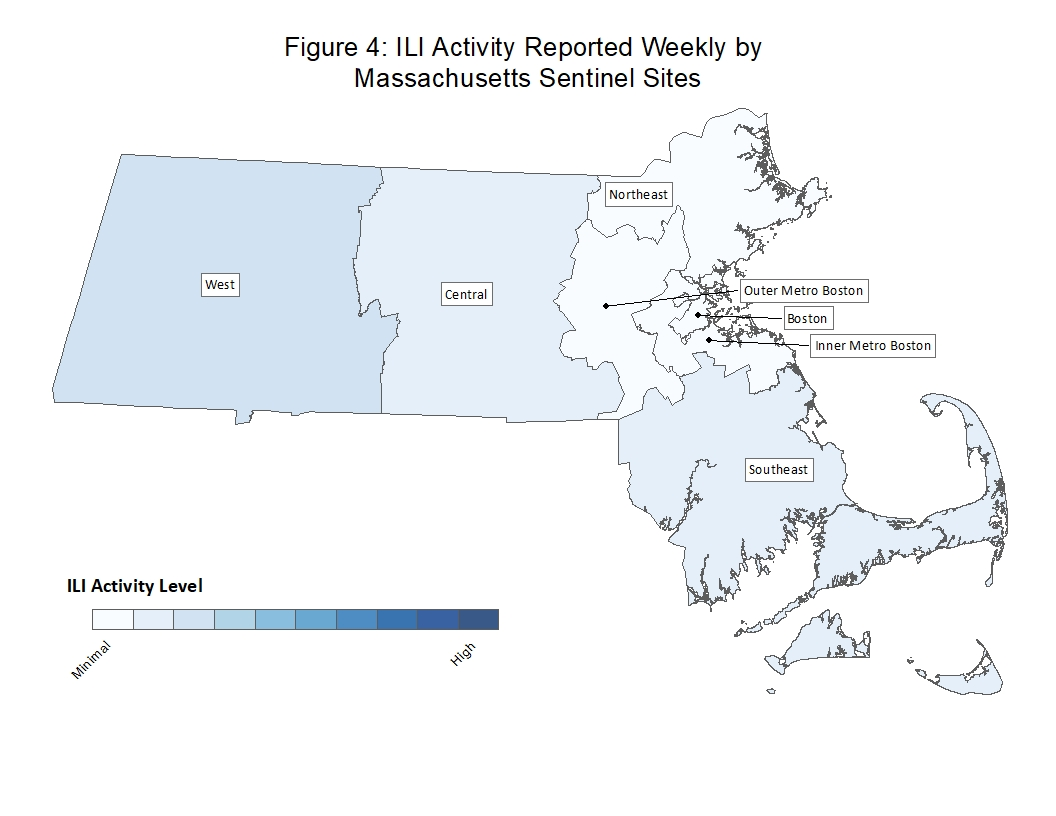 Figure 4: ILI Activity Reported Weekly by
Massachusetts Sentinel Sites
Northeast
West
Central
Outer Metro Boston
Boston
Inner Metro Boston
Southeast
ILI Activity Level
Minimal
High